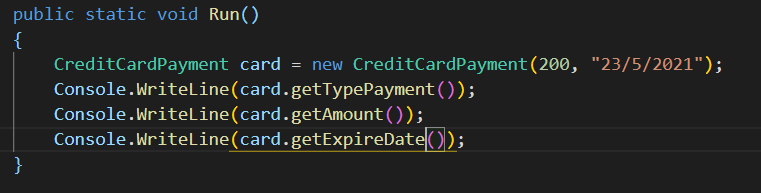 public static void Run()
{
CreditCardPayment card = new CreditCardPayment(200, "23/5/2021");
Console.WriteLine(card.getTypePayment());
Console.WriteLine(card.getAmount());
Console.WriteLine(card.getExpireDate());
}